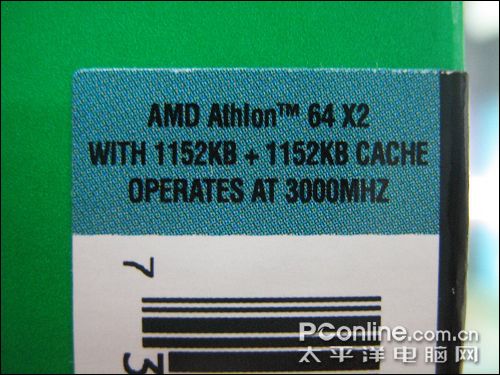 AMD Athlon™ 64 X2
WITH 1152KB + 1152KB CACHE
OPERATES AT 3000MHZ
7
3
PConline.com.cn
太平洋电脑网